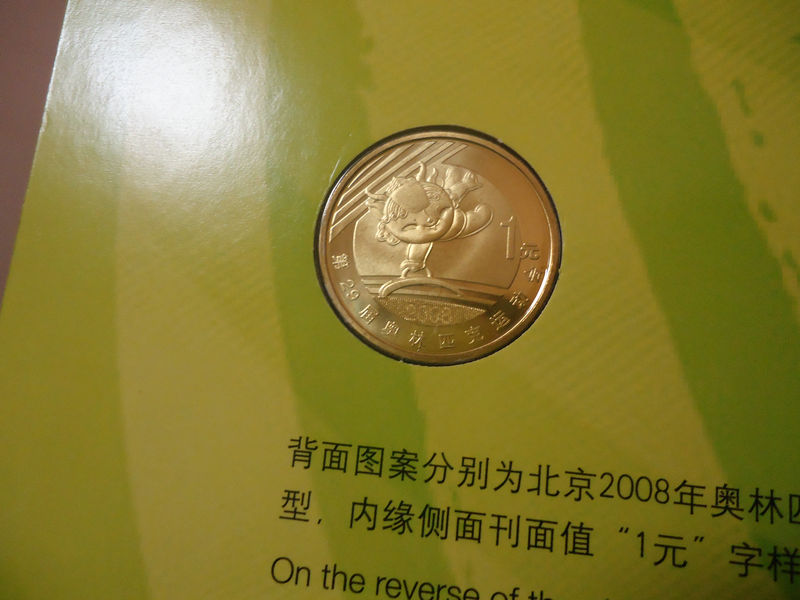 1元
第29届奥林匹克运动会
2008
背面图案分别为北京2008年奥林匹
型，内缘侧面刊面值“1元”字样
On the reverse of the